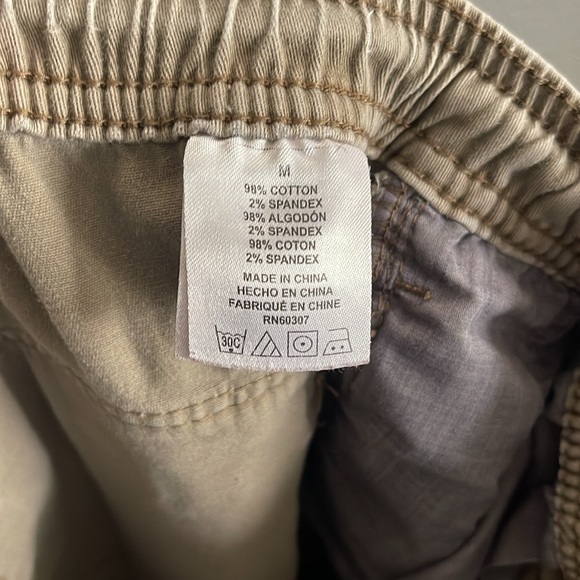 M
98% COTTON
2% SPANDEX
98% ALGODÓN
2% SPANDEX
98% COTON
2% SPANDEX
MADE IN CHINA
HECHO EN CHINA
FABRIQUÉ EN CHINE
RN60307
30C